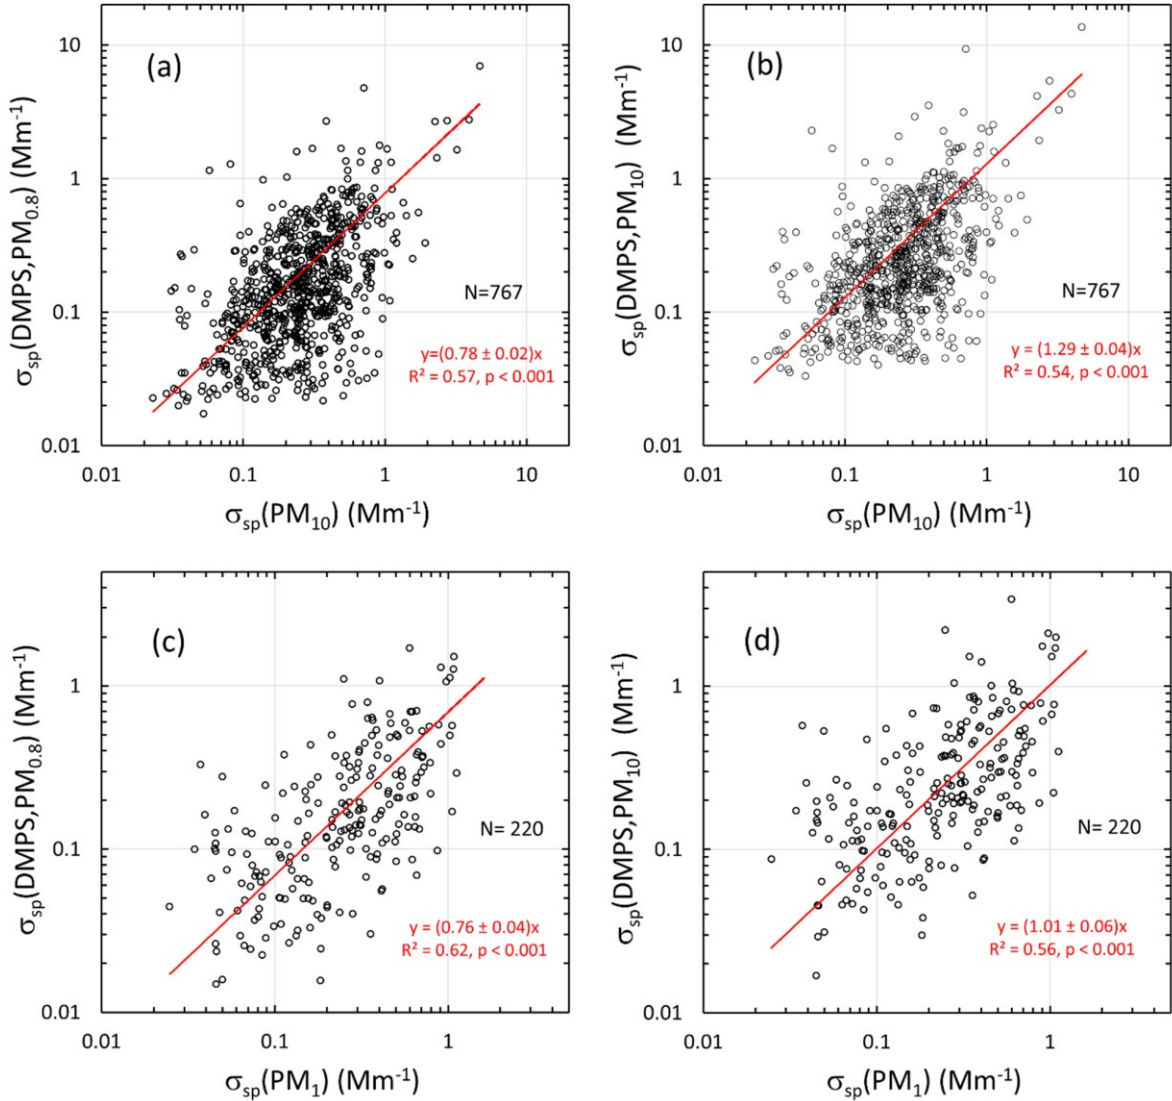 (a)
10
1
0.1
0.01
σsp(DMPS,PM0.8) (Mm-1)
N=767
y=(0.78 ± 0.02)x
R² = 0.57, p < 0.001
0.01
0.1
1
10
σsp(PM10) (Mm-1)
(b)
10
1
0.1
0.01
σsp(DMPS,PM10) (Mm-1)
N=767
y = (1.29 ± 0.04)x
R² = 0.54, p < 0.001
0.01
0.1
1
10
σsp(PM10) (Mm-1)
(c)
1
0.1
0.01
σsp(DMPS,PM0.8) (Mm-1)
N= 220
y = (0.76 ± 0.04)x
R² = 0.62, p < 0.001
0.01
0.1
1
σsp(PM1) (Mm-1)
(d)
1
0.1
0.01
σsp(DMPS,PM10) (Mm-1)
N= 220
y = (1.01 ± 0.06)x
R² = 0.56, p < 0.001
0.01
0.1
1
σsp(PM1) (Mm-1)